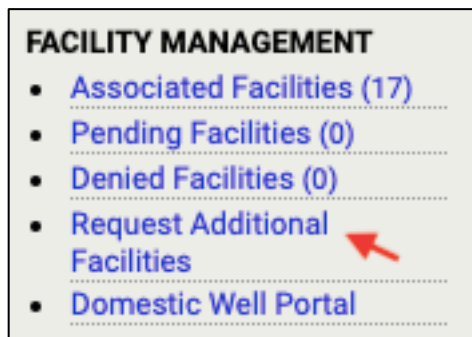 FACILITY MANAGEMENT
• Associated Facilities (17)
• Pending Facilities (0)
• Denied Facilities (0)
• Request Additional
Facilities
• Domestic Well Portal